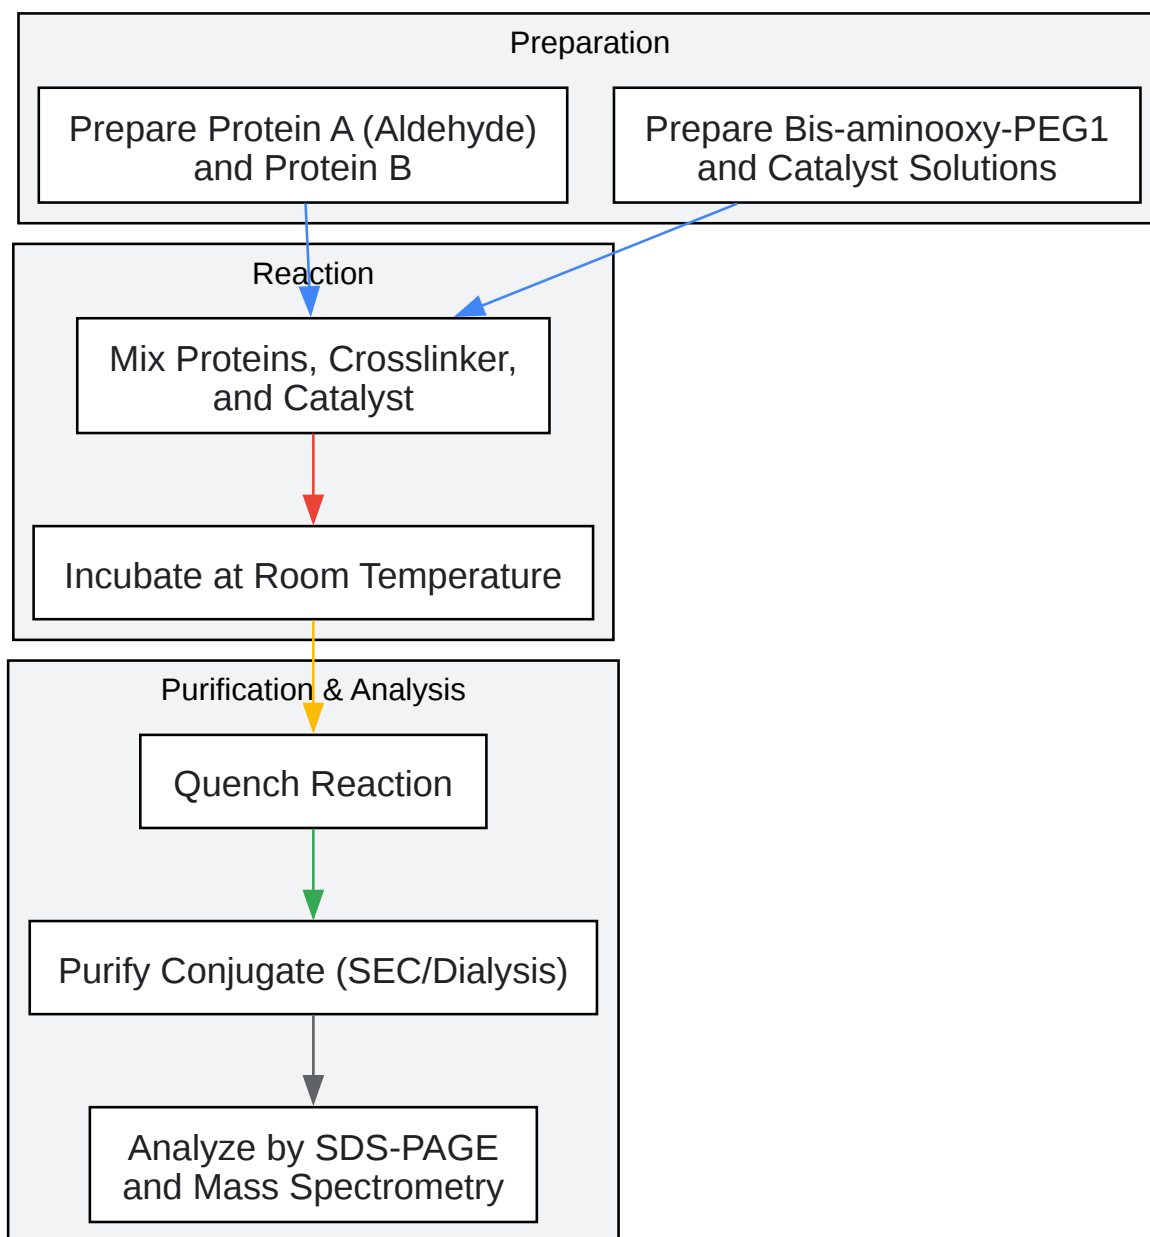 Preparation
Prepare Protein A (Aldehyde)
and Protein B
Prepare Bis-aminooxy-PEG1
and Catalyst Solutions
Reaction
Mix Proteins, Crosslinker,
and Catalyst
Incubate at Room Temperature
Purification & Analysis
Quench Reaction
Purify Conjugate (SEC/Dialysis)
Analyze by SDS-PAGE
and Mass Spectrometry